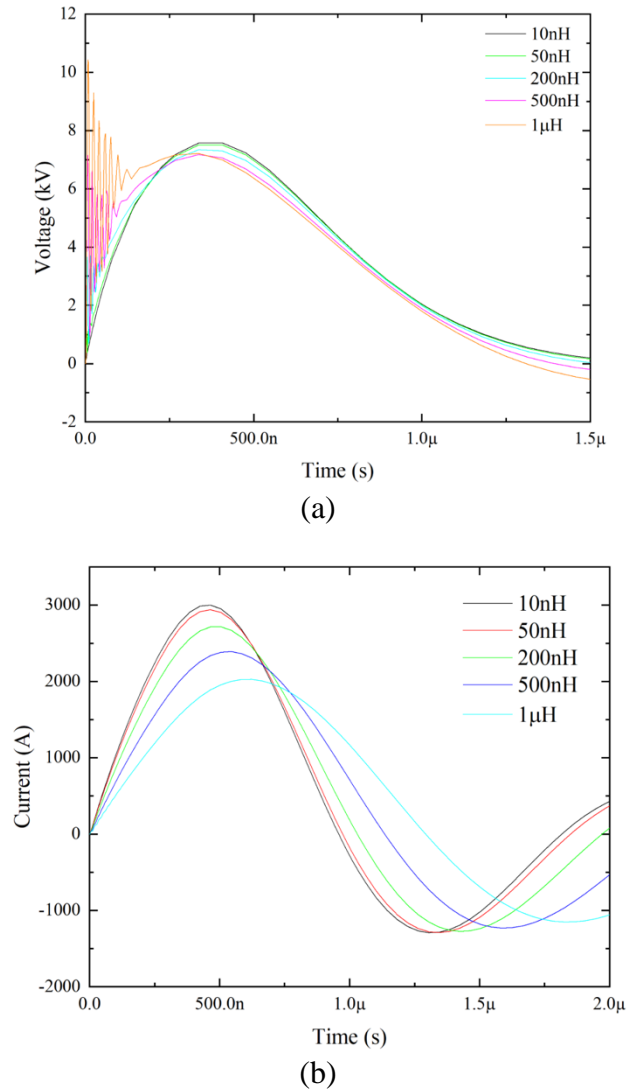 12
10
8
6
4
2
0
-2
Voltage (kV)
10nH
50nH
200nH
500nH
1μH
0.0
500.0n
1.0μ
1.5μ
Time (s)
(a)
3000
2000
1000
0
-1000
-2000
Current (A)
10nH
50nH
200nH
500nH
1μH
0.0
500.0n
1.0μ
1.5μ
2.0μ
Time (s)
(b)